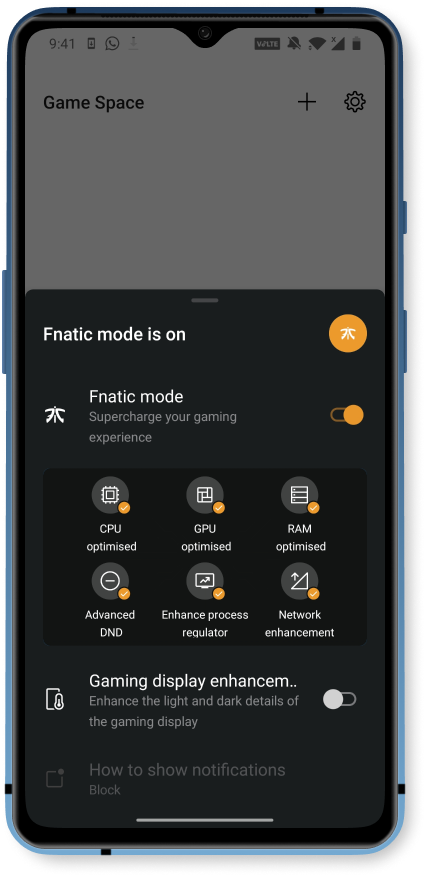 9:41
VoLTE
x
Game Space
Fnatic mode is on
Fnatic mode
Supercharge your gaming
experience
CPU
optimised
GPU
optimised
RAM
optimised
Advanced
DND
Enhance process
regulator
Network
enhancement
Gaming display enhancem..
Enhance the light and dark details of
the gaming display
How to show notifications
Block